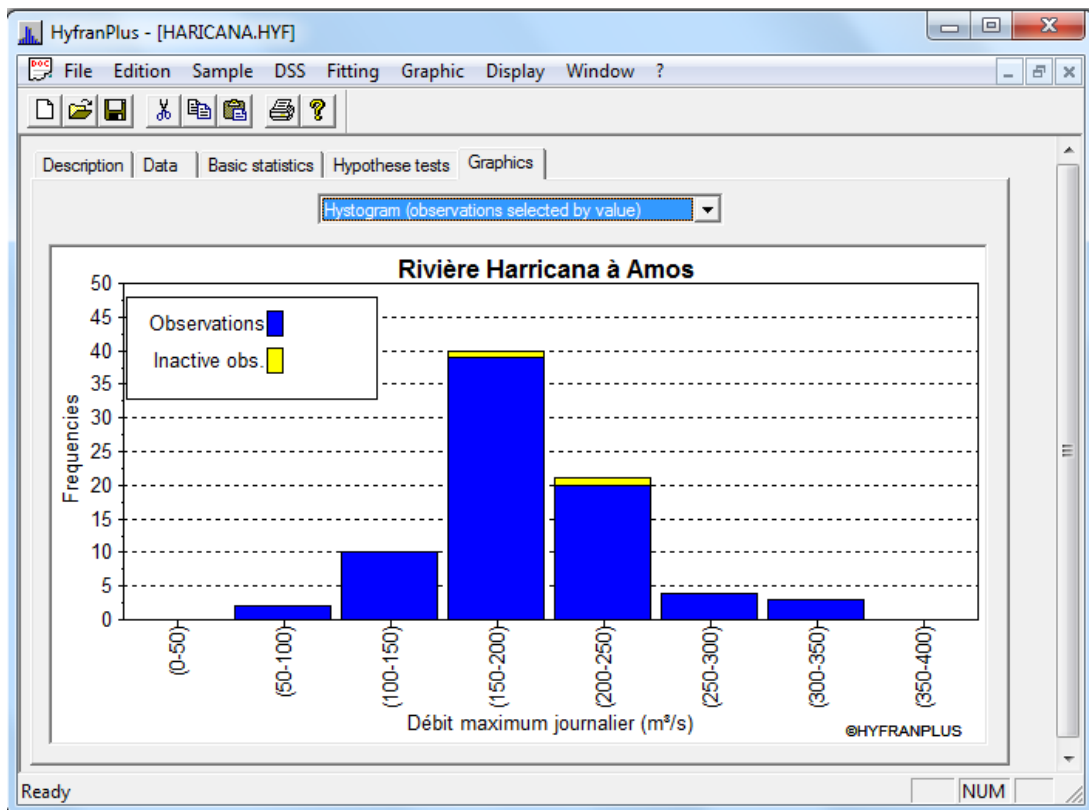 HyfranPlus - [HARICANA.HYF]
File Edition Sample DSS Fitting Graphic Display Window ?
Description Data Basic statistics Hypothese tests Graphics
Hystogram (observations selected by value)
Rivière Harricana à Amos
Observations
Inactive obs.
Frequencies
50
45
40
35
30
25
20
15
10
5
0
(0-50)
(50-100)
(100-150)
(150-200)
(200-250)
(250-300)
(300-350)
(350-400)
Débit maximum journalier (m³/s)
©HYFRANPLUS
Ready NUM